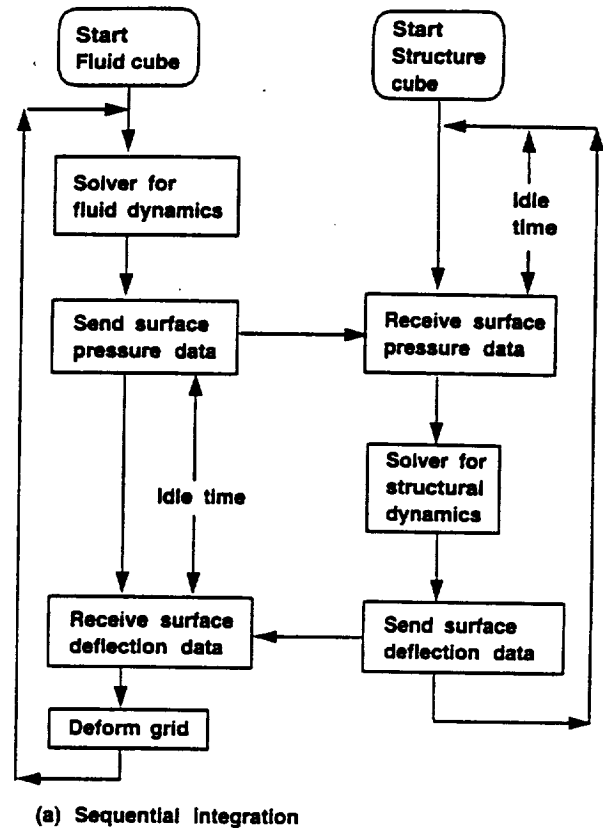 Start
Fluid cube
Start
Structure
cube
Solver for
fluid dynamics
Idle
time
Send surface
pressure data
Receive surface
pressure data
Solver for
structural
dynamics
Idle time
Receive surface
deflection data
Send surface
deflection data
Deform grid
(a) Sequential integration